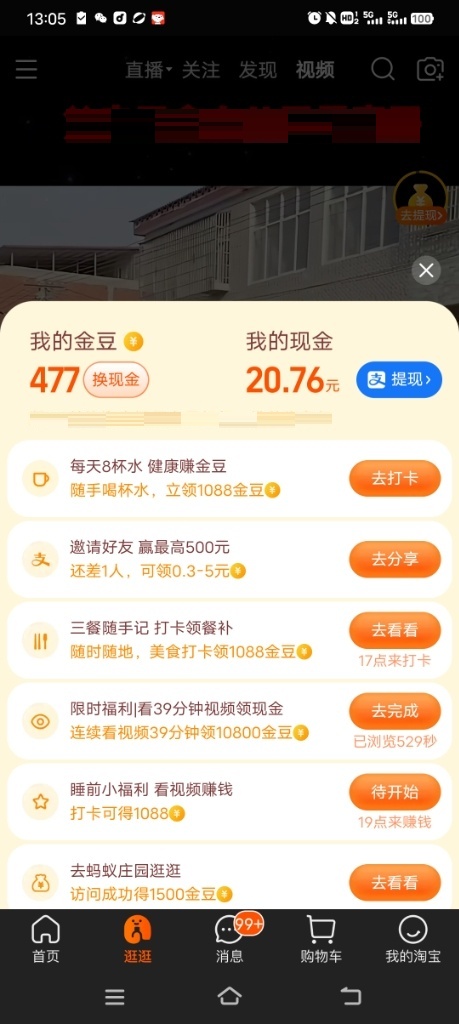 13:05
HD 1 2 5G 5G 100
直播 关注 发现 视频
去提现>
我的金豆
477 换现金
我的现金
20.76元
提现>
每天8杯水 健康赚金豆
随手喝杯水，立领1088金豆
去打卡
邀请好友 赢最高500元
还差1人，可领0.3-5元
去分享
三餐随手记 打卡领餐补
随时随地，美食打卡领1088金豆
去看看
17点来打卡
限时福利|看39分钟视频领现金
连续看视频39分钟领10800金豆
去完成
已浏览529秒
睡前小福利 看视频赚钱
打卡可得1088
待开始
19点来赚钱
去蚂蚁庄园逛逛
访问成功得1500金豆
去看看
99+
首页 逛逛 消息 购物车 我的淘宝